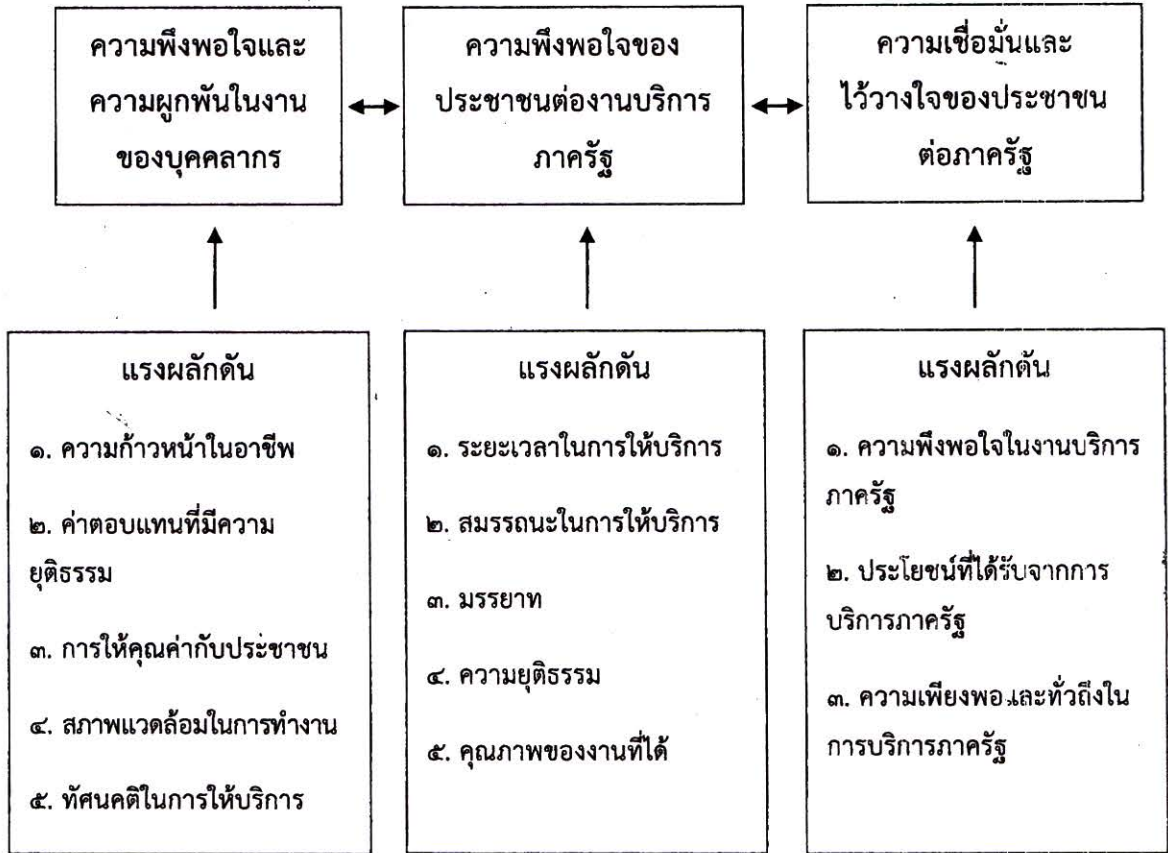 ความพึงพอใจและ
ความผูกพันในงาน
ของบุคคลากร
ความพึงพอใจของ
ประชาชนต่องานบริการ
ภาครัฐ
ความเชื่อมั่นและ
ไว้วางใจของประชาชน
ต่อภาครัฐ
แรงผลักดัน
๑. ความก้าวหน้าในอาชีพ
๒. ค่าตอบแทนที่มีความ
ยุติธรรม
๓. การให้คุณค่ากับประชาชน
๔. สภาพแวดล้อมในการทำงาน
๕. ทัศนคติในการให้บริการ
แรงผลักดัน
๑. ระยะเวลาในการให้บริการ
๒. สมรรถนะในการให้บริการ
๓. มรรยาท
๔. ความยุติธรรม
๕. คุณภาพของงานที่ได้
แรงผลักดัน
๑. ความพึงพอใจในงานบริการ
ภาครัฐ
๒. ประโยชน์ที่ได้รับจากการ
บริการภาครัฐ
๓. ความเพียงพอและทั่วถึงใน
การบริการภาครัฐ